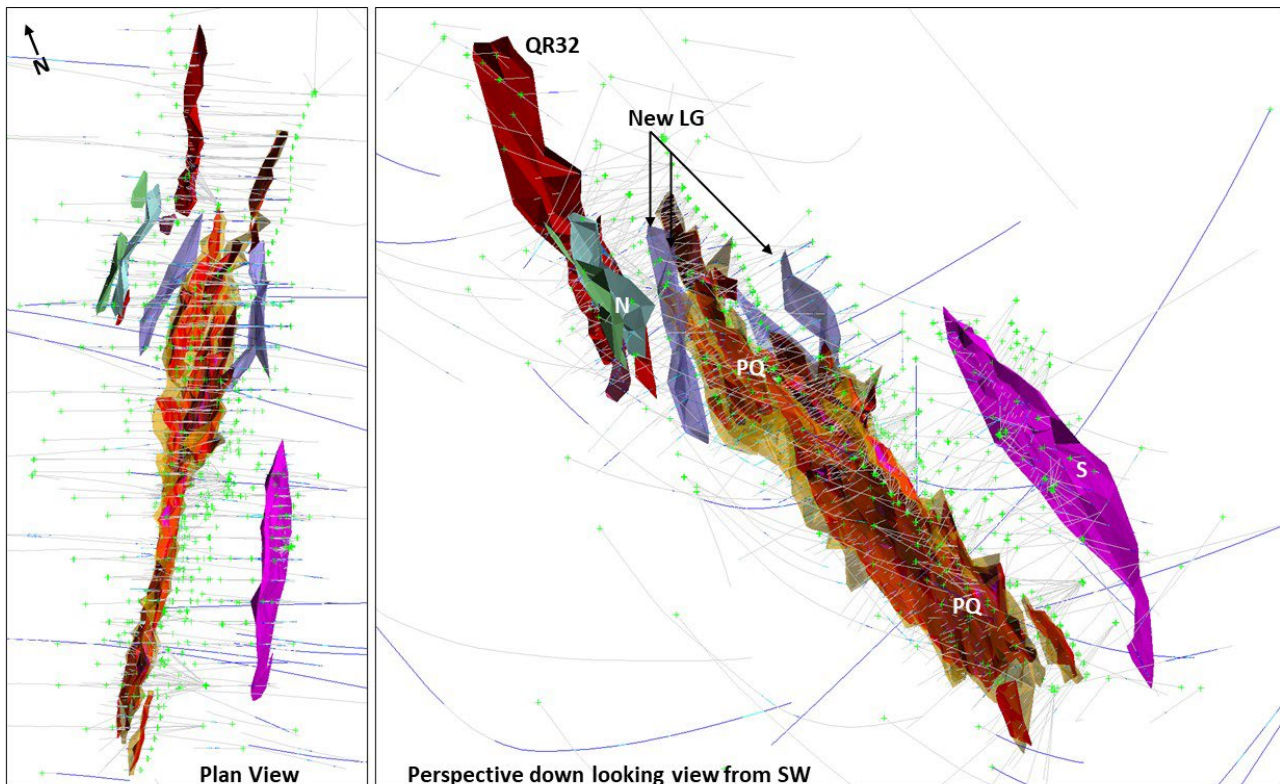 N
Plan View
QR32
New LG
N
PQ
S
PQ
Perspective down looking view from SW